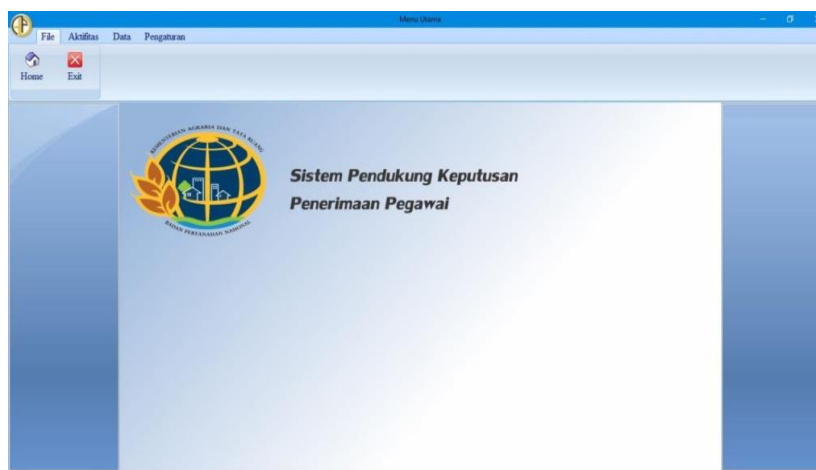 Menu Utama
File Aktifitas Data Pengaturan
Home Exit
KEMENTERIAN AGRARIA DAN TATA RUANG
Sistem Pendukung Keputusan
Penerimaan Pegawai
BADAN PERTANAHAN NASIONAL